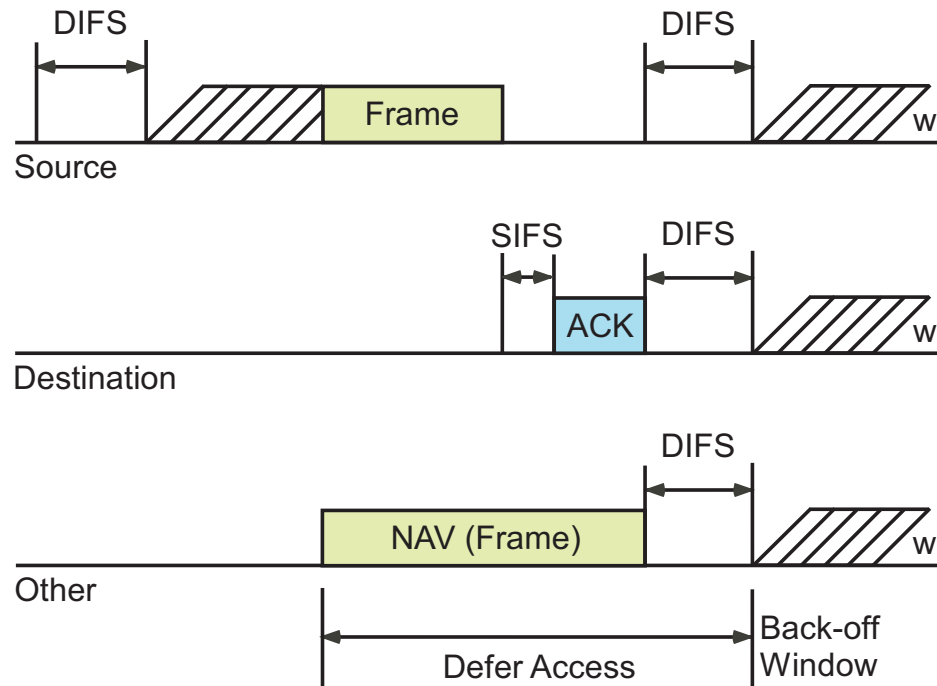 DIFS DIFS
Frame
w
Source
SIFS DIFS
ACK
w
Destination
DIFS
NAV (Frame)
w
Other
Defer Access
Back-off
Window